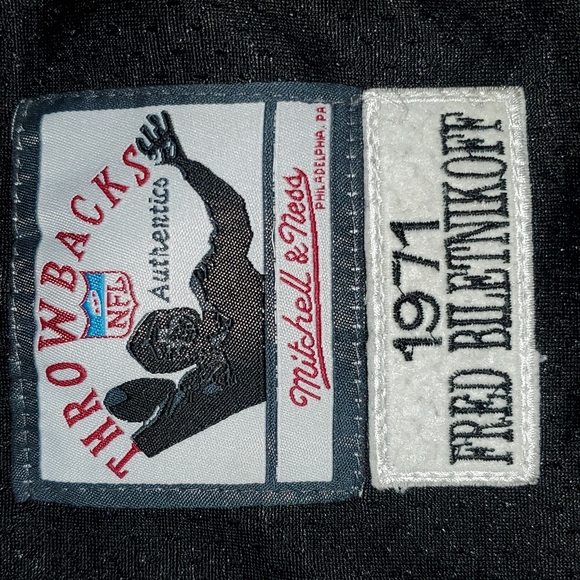 THROWBACKS
NFL
Authentics
Mitchell & Ness
PHILADELPHIA, PA
1971
FRED BILETNIKOFF